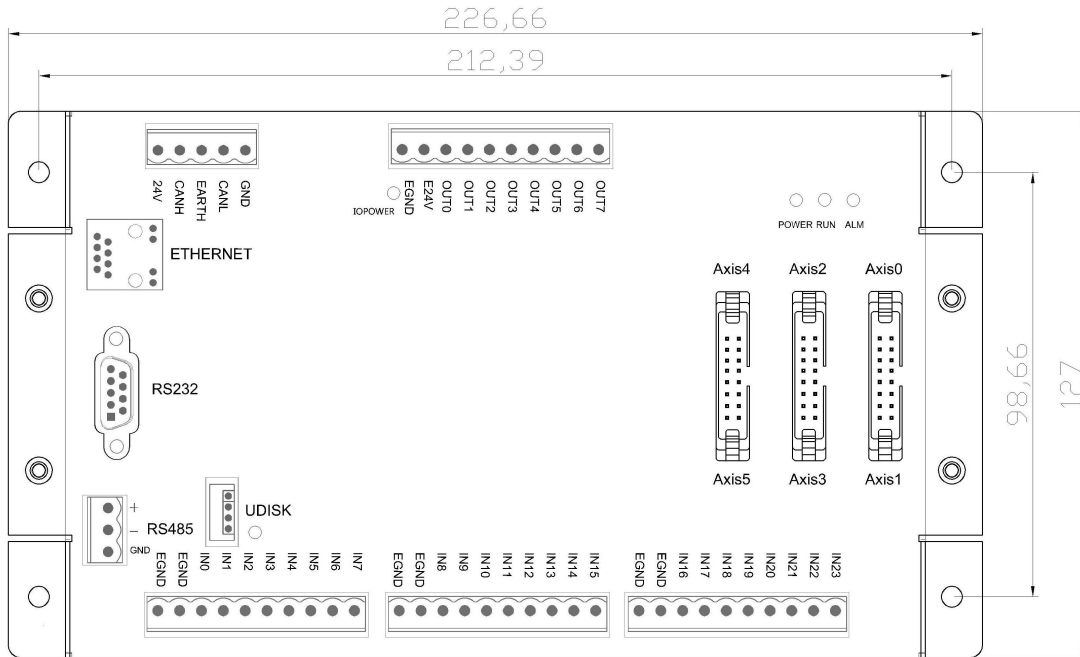 226,66
212,39
24V
CANH
EARTH
CANL
GND
IOPOWER
EGND
E24V
OUT0
OUT1
OUT2
OUT3
OUT4
OUT5
OUT6
OUT7
POWER RUN ALM
ETHERNET
Axis4 Axis2 Axis0
RS232
98,66
127
Axis5 Axis3 Axis1
UDISK
+
RS485
–
GND
EGND
EGND
IN0
IN1
IN2
IN3
IN4
IN5
IN6
IN7
EGND
EGND
IN8
IN9
IN10
IN11
IN12
IN13
IN14
IN15
EGND
EGND
IN16
IN17
IN18
IN19
IN20
IN21
IN22
IN23